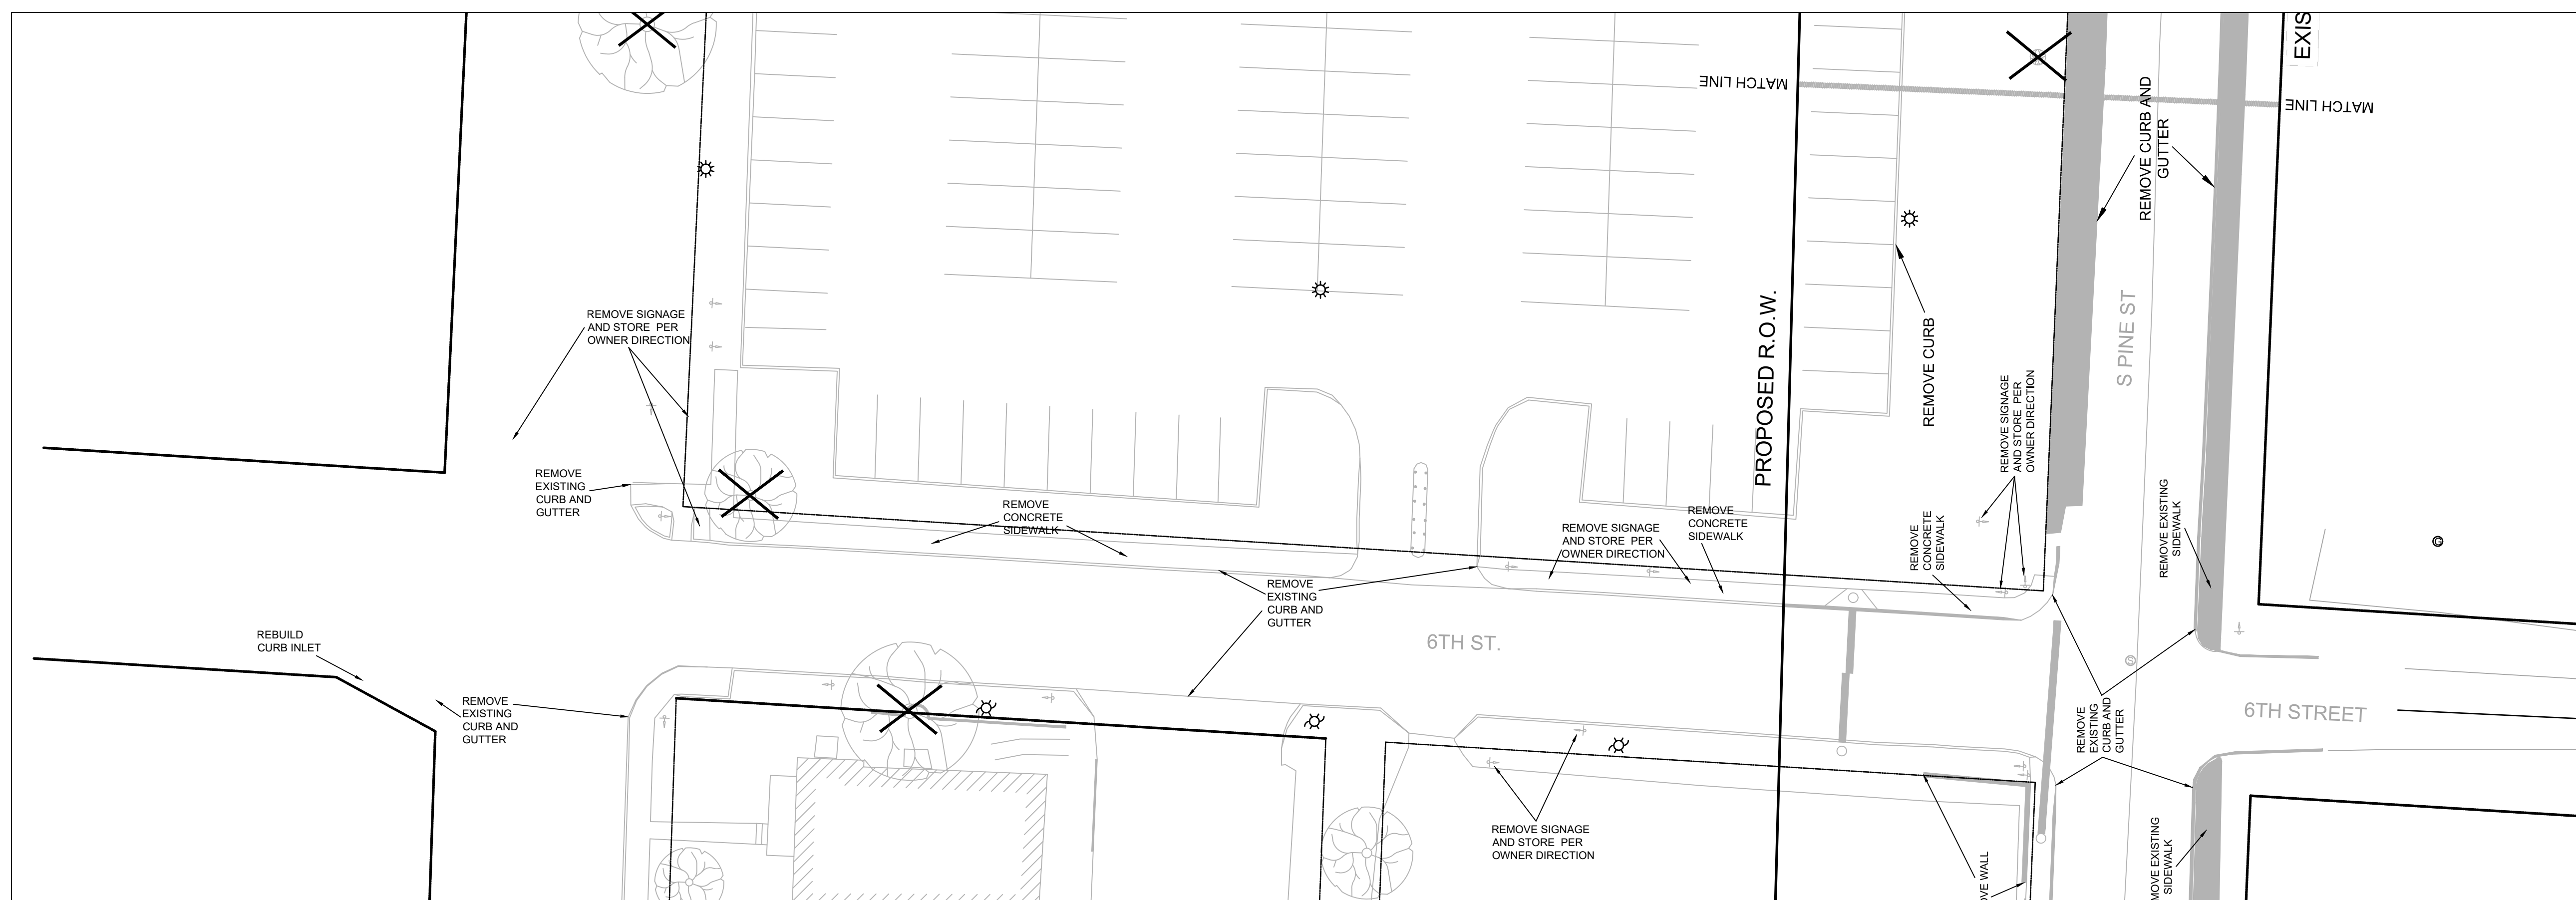 EXIS
MATCH LINE
MATCH LINE
REMOVE CURB AND
GUTTER
REMOVE SIGNAGE
AND STORE PER
OWNER DIRECTION
PROPOSED R.O.W.
REMOVE CURB
S PINE ST
REMOVE SIGNAGE
AND STORE PER
OWNER DIRECTION
REMOVE
EXISTING
CURB AND
GUTTER
REMOVE
CONCRETE
SIDEWALK
REMOVE SIGNAGE
AND STORE PER
OWNER DIRECTION
REMOVE
CONCRETE
SIDEWALK
REMOVE
CONCRETE
SIDEWALK
REMOVE EXISTING
SIDEWALK
G
REMOVE
EXISTING
CURB AND
GUTTER
6TH ST.
REBUILD
CURB INLET
S
REMOVE
EXISTING
CURB AND
GUTTER
REMOVE
EXISTING
CURB AND
GUTTER
6TH STREET
REMOVE SIGNAGE
AND STORE PER
OWNER DIRECTION
VE WALL
MOVE EXISTING
SIDEWALK